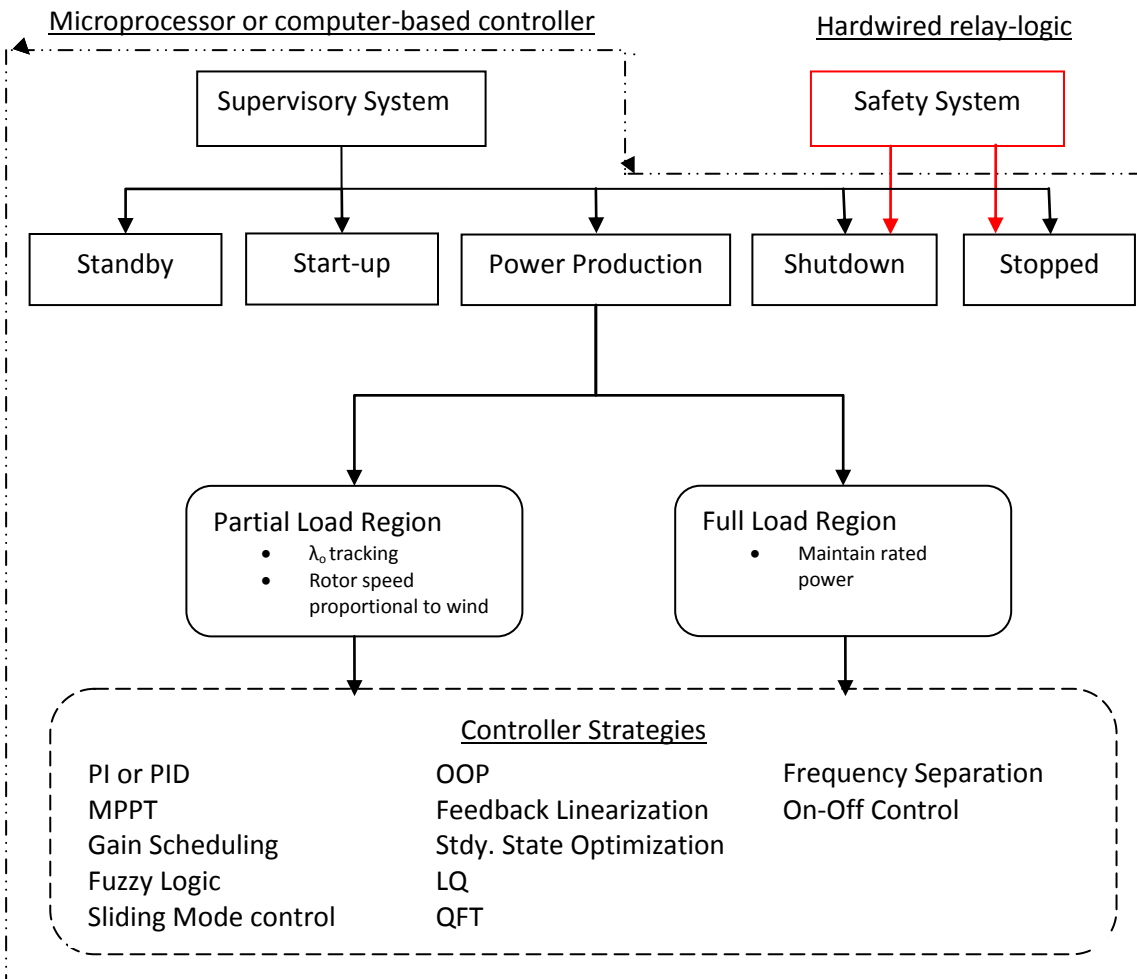 Microprocessor or computer-based controller
Hardwired relay-logic
Supervisory System
Safety System
Standby
Start-up
Power Production
Shutdown
Stopped
Partial Load Region
• λₒ tracking
• Rotor speed
proportional to wind
Full Load Region
• Maintain rated
power
Controller Strategies
PI or PID
MPPT
Gain Scheduling
Fuzzy Logic
Sliding Mode control
OOP
Feedback Linearization
Stdy. State Optimization
LQ
QFT
Frequency Separation
On-Off Control